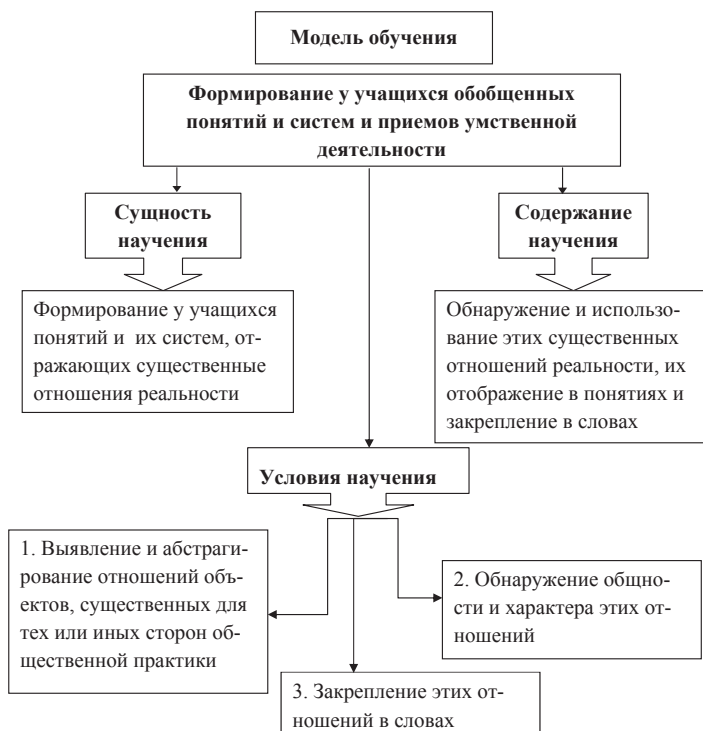 Модель обучения
Формирование у учащихся обобщенных
понятий и систем и приемов умственной
деятельности
Сущность
научения
Содержание
научения
Формирование у учащихся
понятий и их систем, от-
ражающих существенные
отношения реальности
Обнаружение и использо-
вание этих существенных
отношений реальности, их
отображение в понятиях и
закрепление в словах
Условия научения
1. Выявление и абстраги-
рование отношений объ-
ектов, существенных для
тех или иных сторон об-
щественной практики
2. Обнаружение общно-
сти и характера этих от-
ношений
3. Закрепление этих от-
ношений в словах